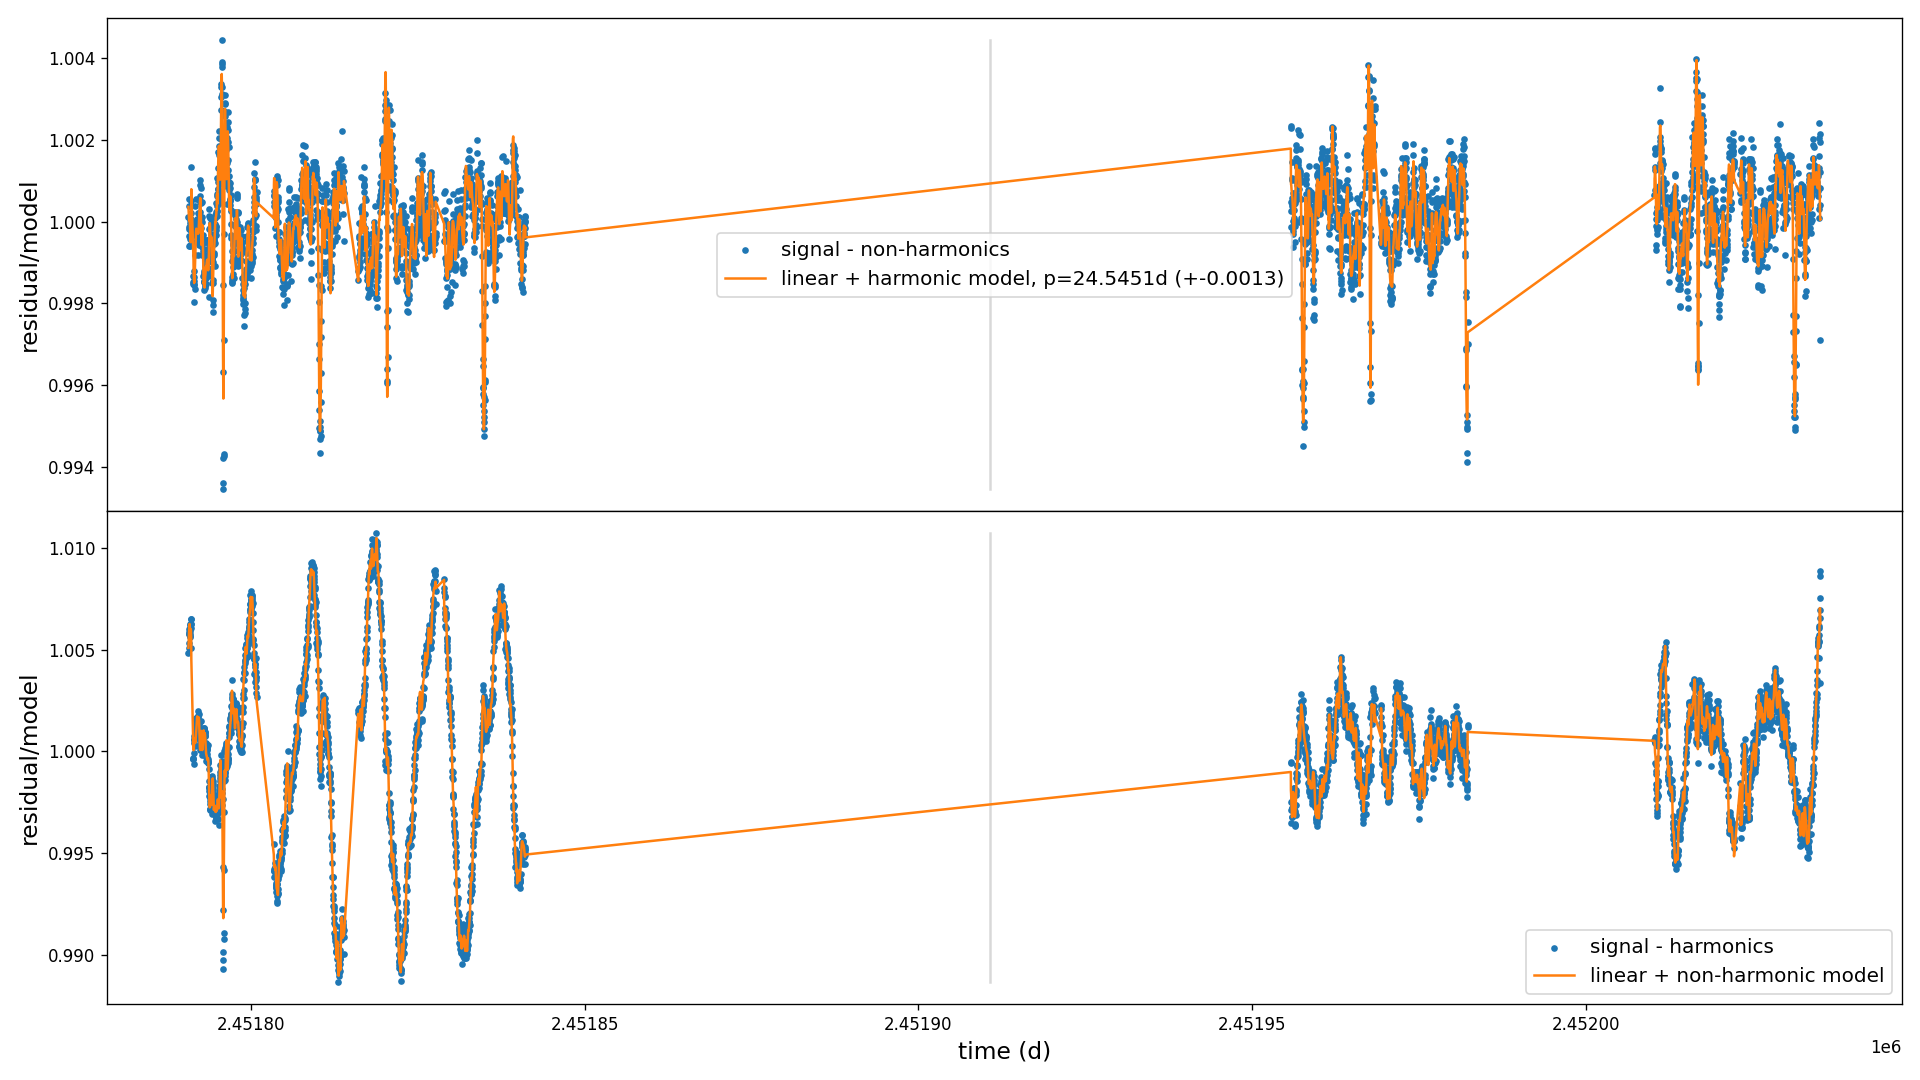 1.004
1.002
1.000
0.998
0.996
0.994
residual/model
signal - non-harmonics
linear + harmonic model, p=24.5451d (+-0.0013)
1.010
1.005
1.000
0.995
0.990
residual/model
signal - harmonics
linear + non-harmonic model
2.45180
2.45185
2.45190
2.45195
2.45200
1e6
time (d)